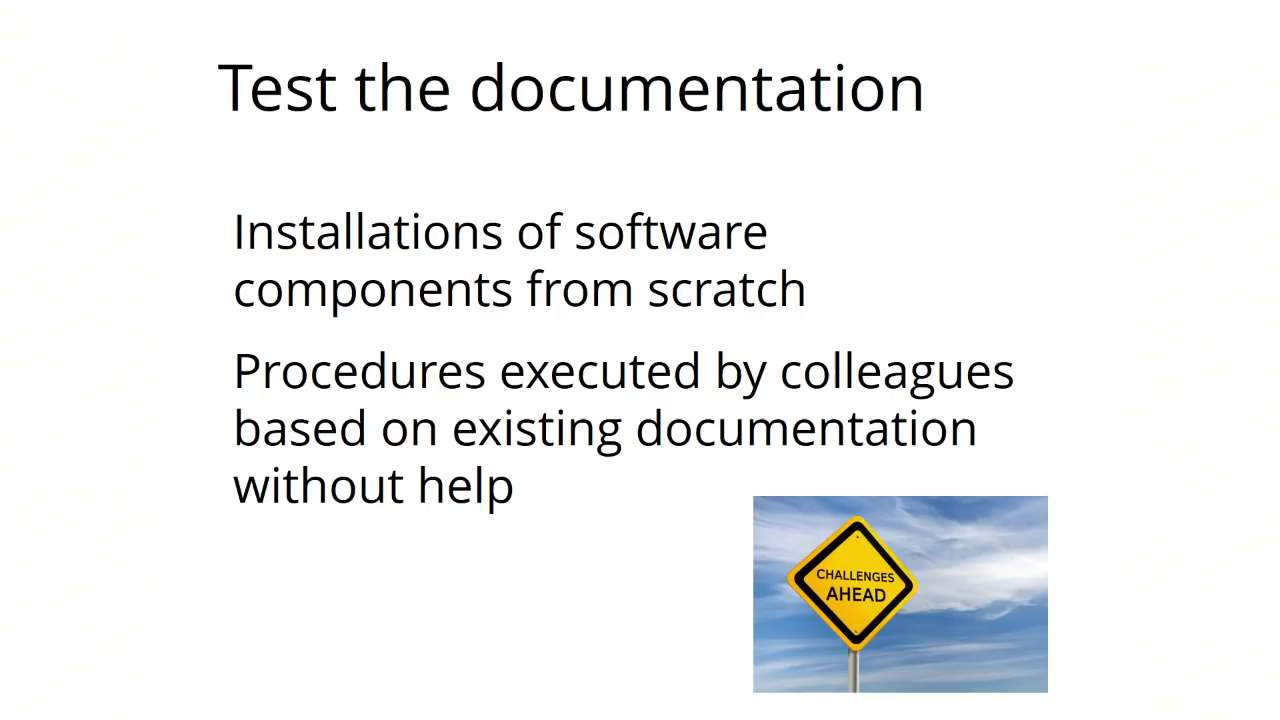 Test the documentation
Installations of software
components from scratch
Procedures executed by colleagues
based on existing documentation
without help
CHALLENGES
AHEAD